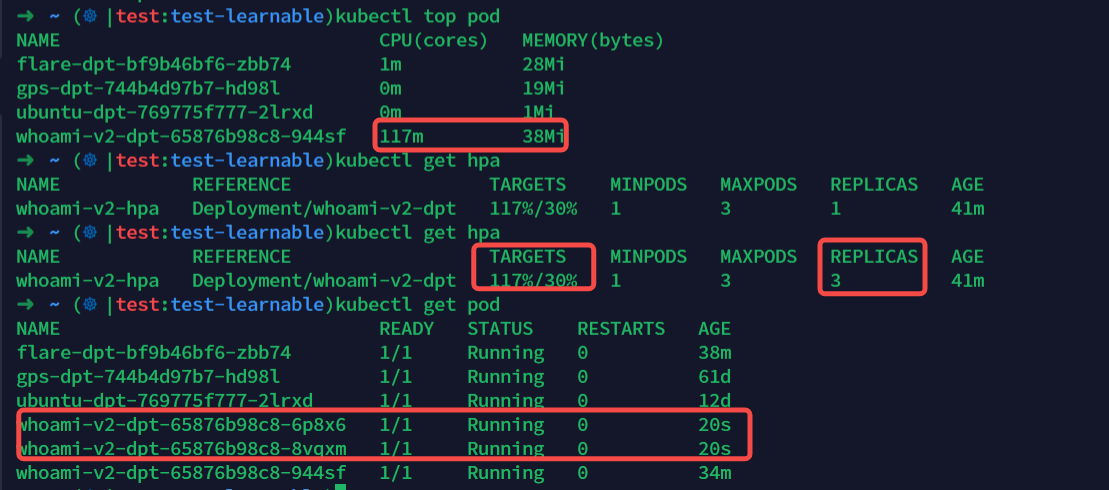 ➜ ~ (☸ |test:test-learnable)kubectl top pod
NAME CPU(cores) MEMORY(bytes)
flare-dpt-bf9b46bf6-zbb74 1m 28Mi
gps-dpt-744b4d97b7-hd98l 0m 19Mi
ubuntu-dpt-769775f777-2lrxd 0m 1Mi
whoami-v2-dpt-65876b98c8-944sf 117m 38Mi
➜ ~ (☸ |test:test-learnable)kubectl get hpa
NAME REFERENCE TARGETS MINPODS MAXPODS REPLICAS AGE
whoami-v2-hpa Deployment/whoami-v2-dpt 117%/30% 1 3 1 41m
➜ ~ (☸ |test:test-learnable)kubectl get hpa
NAME REFERENCE TARGETS MINPODS MAXPODS REPLICAS AGE
whoami-v2-hpa Deployment/whoami-v2-dpt 117%/30% 1 3 3 41m
➜ ~ (☸ |test:test-learnable)kubectl get pod
NAME READY STATUS RESTARTS AGE
flare-dpt-bf9b46bf6-zbb74 1/1 Running 0 38m
gps-dpt-744b4d97b7-hd98l 1/1 Running 0 61d
ubuntu-dpt-769775f777-2lrxd 1/1 Running 0 12d
whoami-v2-dpt-65876b98c8-6p8x6 1/1 Running 0 20s
whoami-v2-dpt-65876b98c8-8vqxm 1/1 Running 0 20s
whoami-v2-dpt-65876b98c8-944sf 1/1 Running 0 34m